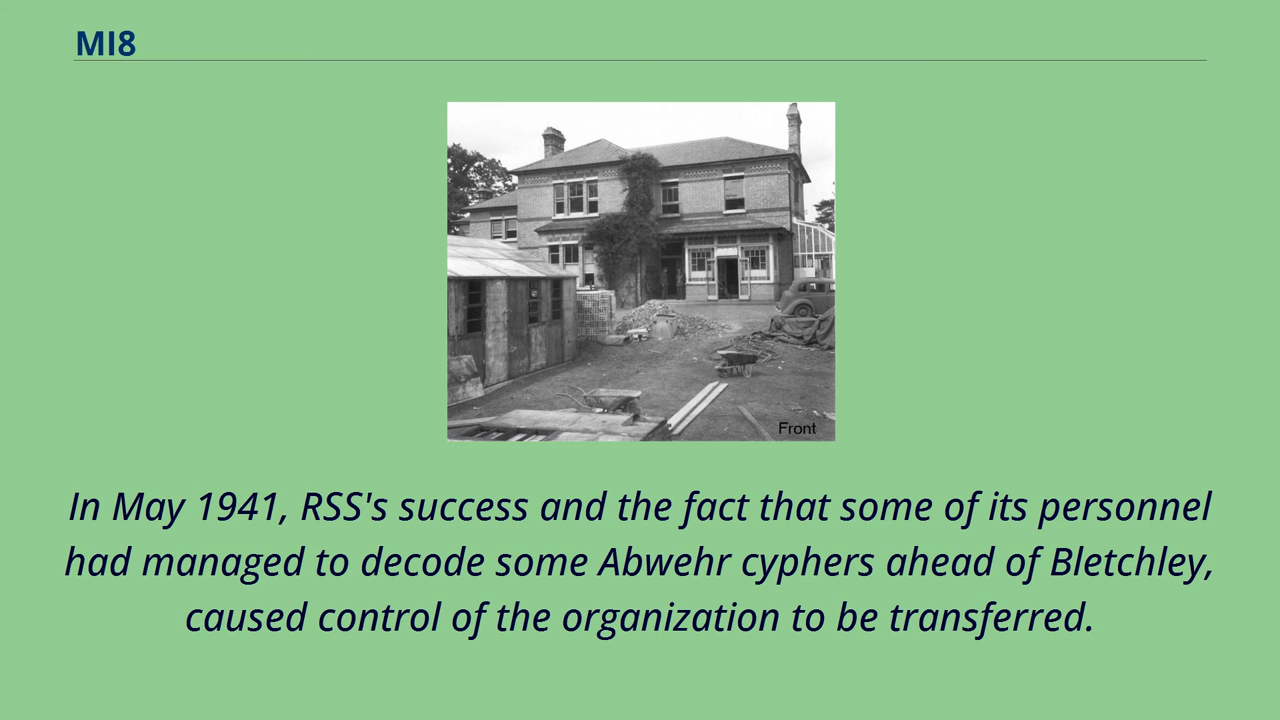 MI8
Front
In May 1941, RSS's success and the fact that some of its personnel
had managed to decode some Abwehr cyphers ahead of Bletchley,
caused control of the organization to be transferred.